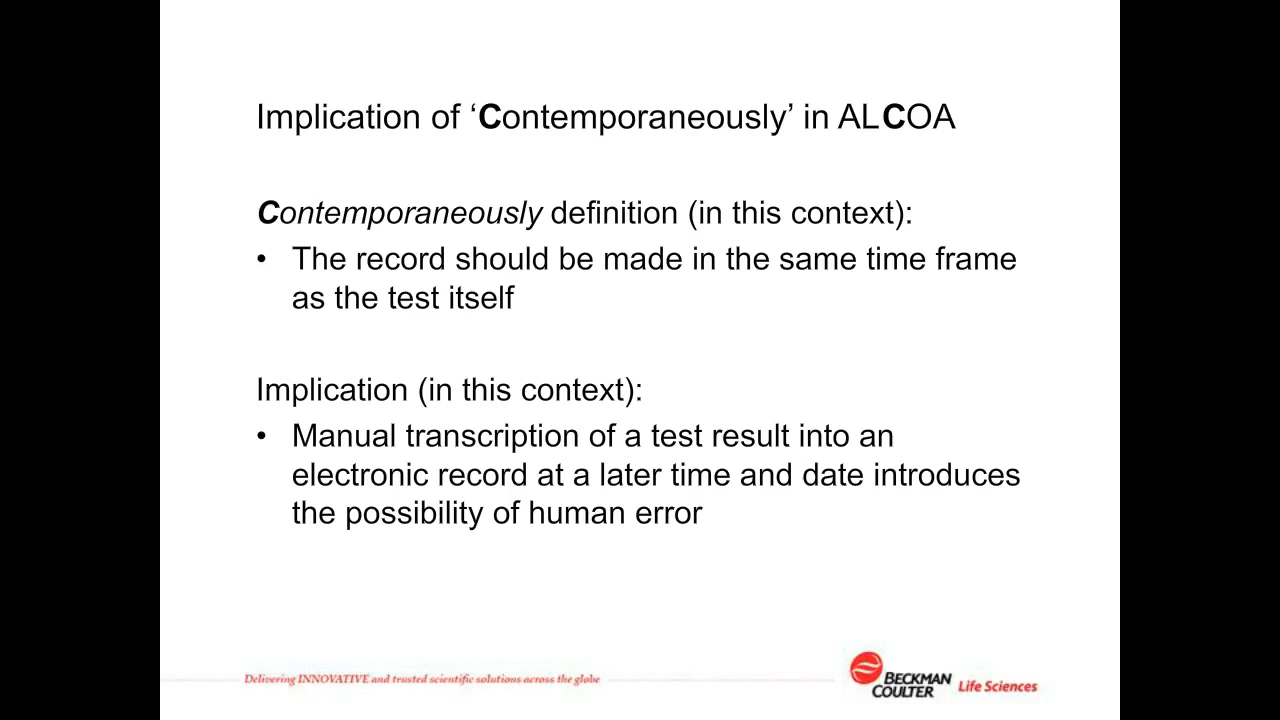 Implication of ‘Contemporaneously’ in ALCOA
Contemporaneously definition (in this context):
• The record should be made in the same time frame
as the test itself
Implication (in this context):
• Manual transcription of a test result into an
electronic record at a later time and date introduces
the possibility of human error
Delivering INNOVATIVE and trusted scientific solutions across the globe
BECKMAN
COULTER Life Sciences